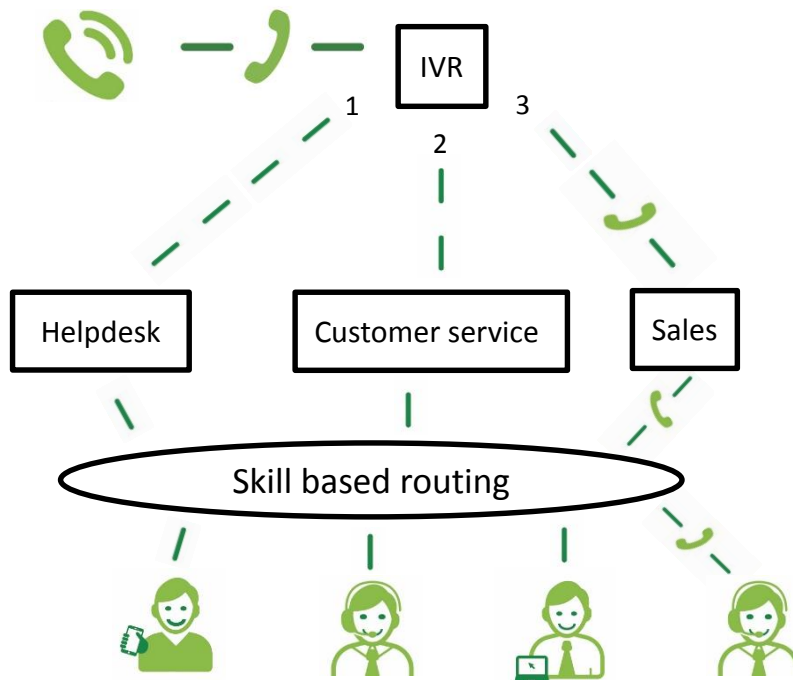 IVR
1
2
3
Helpdesk
Customer service
Sales
Skill based routing